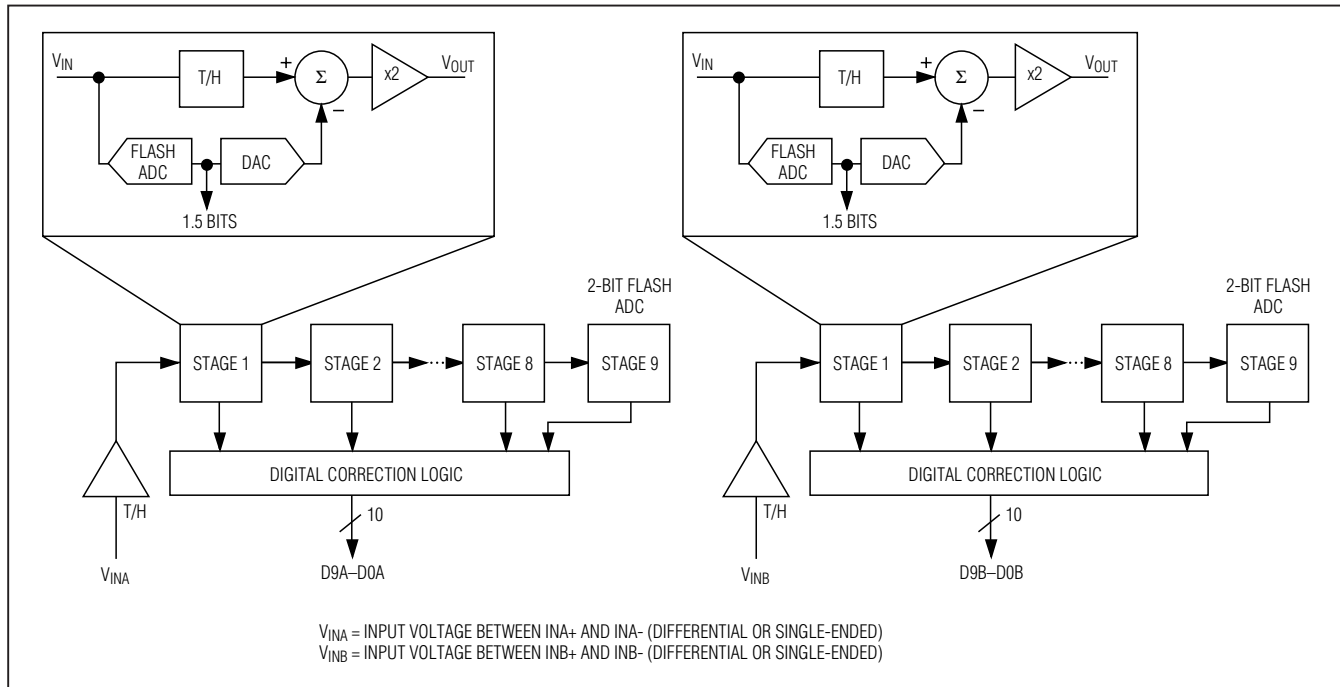 VIN
T/H
+
Σ
−
x2
VOUT
FLASH
ADC
DAC
1.5 BITS
2-BIT FLASH
ADC
STAGE 1
STAGE 2
...
STAGE 8
STAGE 9
DIGITAL CORRECTION LOGIC
T/H
10
VINA
D9A–D0A
VIN
T/H
+
Σ
−
x2
VOUT
FLASH
ADC
DAC
1.5 BITS
2-BIT FLASH
ADC
STAGE 1
STAGE 2
...
STAGE 8
STAGE 9
DIGITAL CORRECTION LOGIC
T/H
10
VINB
D9B–D0B
VINA = INPUT VOLTAGE BETWEEN INA+ AND INA- (DIFFERENTIAL OR SINGLE-ENDED)
VINB = INPUT VOLTAGE BETWEEN INB+ AND INB- (DIFFERENTIAL OR SINGLE-ENDED)